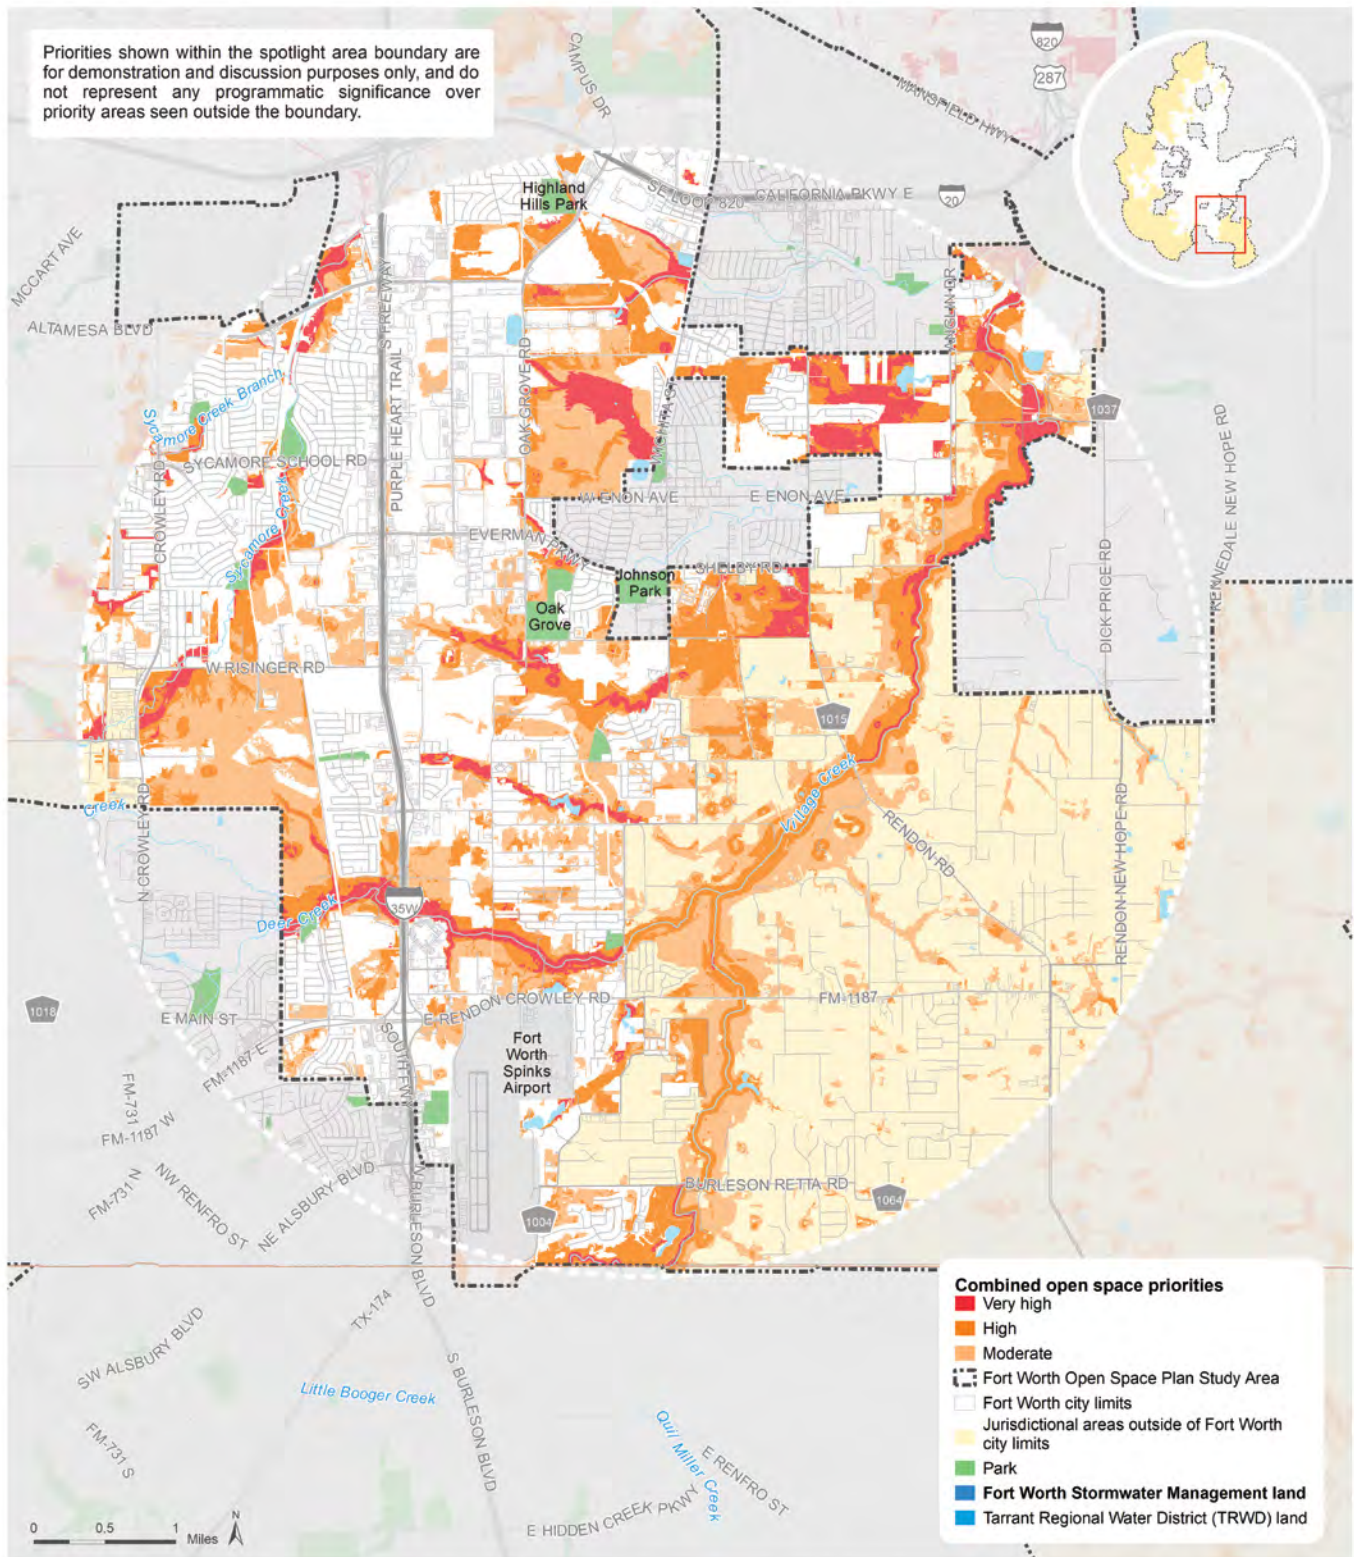 Priorities shown within the spotlight area boundary are
for demonstration and discussion purposes only, and do
not represent any programmatic significance over
priority areas seen outside the boundary.
CAMPUS DR
820
287
MANSFIELD HWY
Highland
Hills Park
SE LOOP 820
CALIFORNIA PKWY E
20
MCCART AVE
ALTAMESA BLVD
S FREEWAY
PURPLE HEART TRAIL
OAK GROVE RD
WICHITA ST
ANGLIN DR
1037
KENNEDALE NEW HOPE RD
Sycamore Creek Branch
SYCAMORE SCHOOL RD
CROWLEY RD
Sycamore Creek
W ENON AVE
E ENON AVE
EVERMAN PKWY
SHELBY RD
Johnson
Park
Oak
Grove
DICK PRICE RD
W RISINGER RD
1015
Village Creek
RENDON RD
RENDON NEW HOPE RD
Creek
N CROWLEY RD
Deer Creek
35W
1018
E MAIN ST
FM-1187 E
E RENDON CROWLEY RD
FM-1187
SOUTH FWY
Fort
Worth
Spinks
Airport
FM-731
FM-1187 W
FM-731 N
NW RENFRO ST
NE ALSBURY BLVD
N BURLESON BLVD
BURLESON RETTA RD
1064
1004
TX-174
SW ALSBURY BLVD
S BURLESON BLVD
Little Booger Creek
FM-731 S
Quil Miller Creek
E RENFRO ST
E HIDDEN CREEK PKWY
Combined open space priorities
Very high
High
Moderate
Fort Worth Open Space Plan Study Area
Fort Worth city limits
Jurisdictional areas outside of Fort Worth
city limits
Park
Fort Worth Stormwater Management land
Tarrant Regional Water District (TRWD) land
0 0.5 1
Miles
N